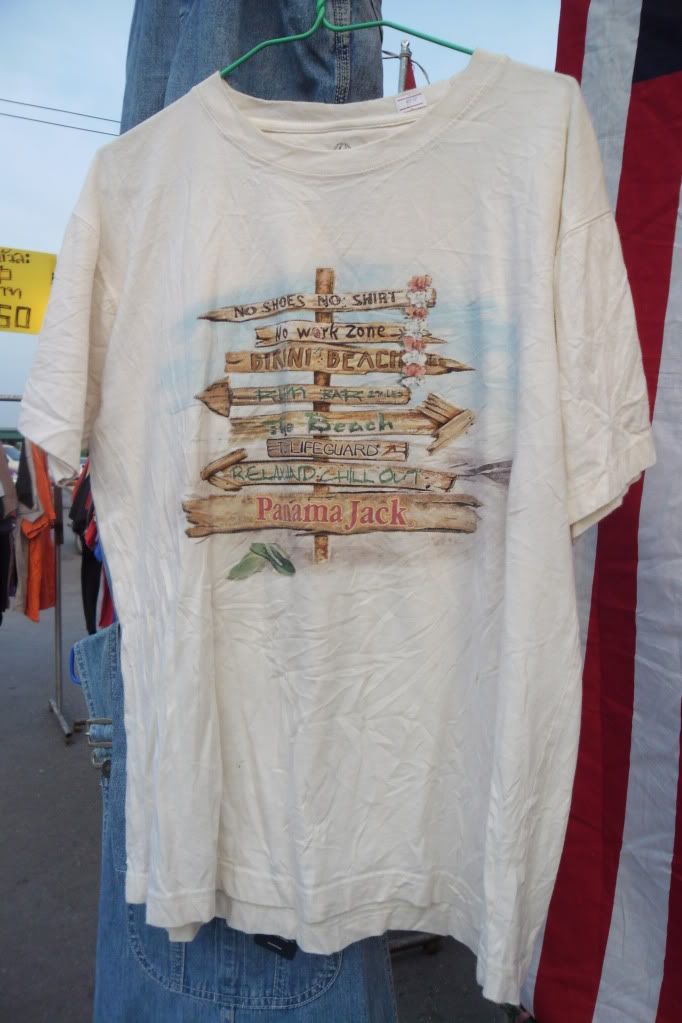 NO SHOES NO SHIRT
No WorK ZonE
BIKINI BEACH
RUM BAR
The Beach
LIFEGUARD
RELAX AND CHILL OUT
Panama Jack
50